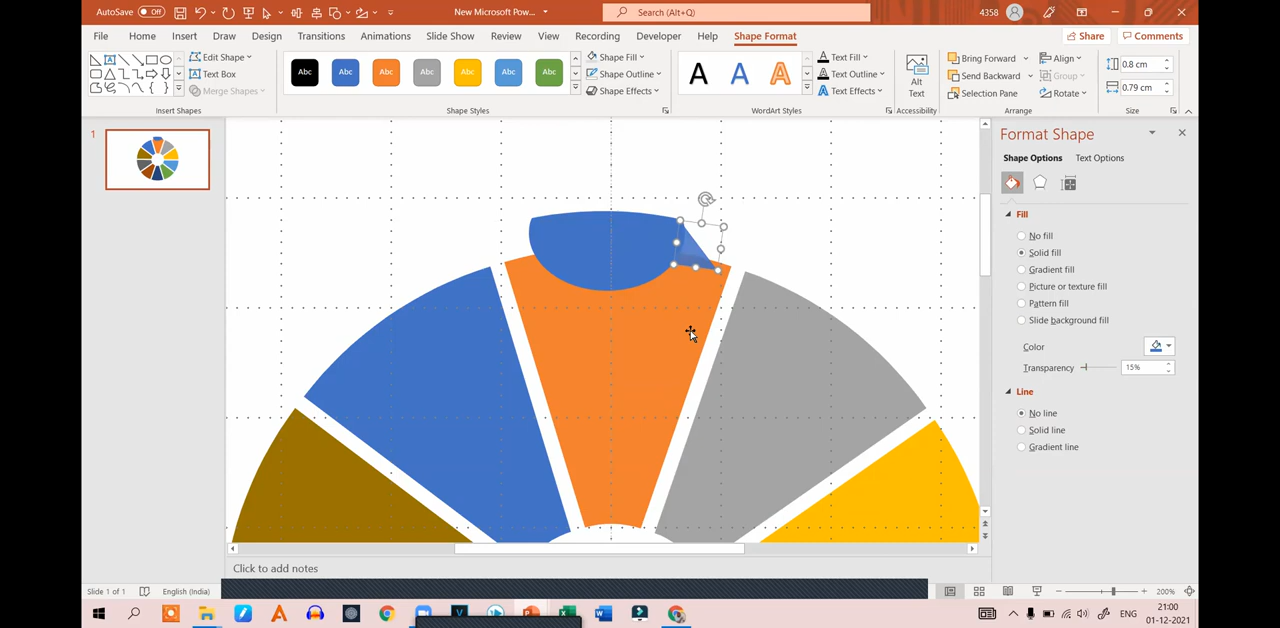 AutoSave Off New Microsoft Pow... Search (Alt+Q) 4358
File Home Insert Draw Design Transitions Animations Slide Show Review View Recording Developer Help Shape Format Share Comments
Edit Shape
Text Box
Merge Shapes
Insert Shapes
Abc Abc Abc Abc Abc Abc Abc
Shape Fill
Shape Outline
Shape Effects
Shape Styles
A A A
Text Fill
Text Outline
Text Effects
WordArt Styles
Alt
Text
Accessibility
Bring Forward
Send Backward
Selection Pane
Align
Group
Rotate
Arrange
0.8 cm
0.79 cm
Size
1
Format Shape
Shape Options Text Options
Fill
No fill
Solid fill
Gradient fill
Picture or texture fill
Pattern fill
Slide background fill
Color
Transparency 15%
Line
No line
Solid line
Gradient line
Click to add notes
Slide 1 of 1 English (India) 200%
ENG
21:00
01-12-2021